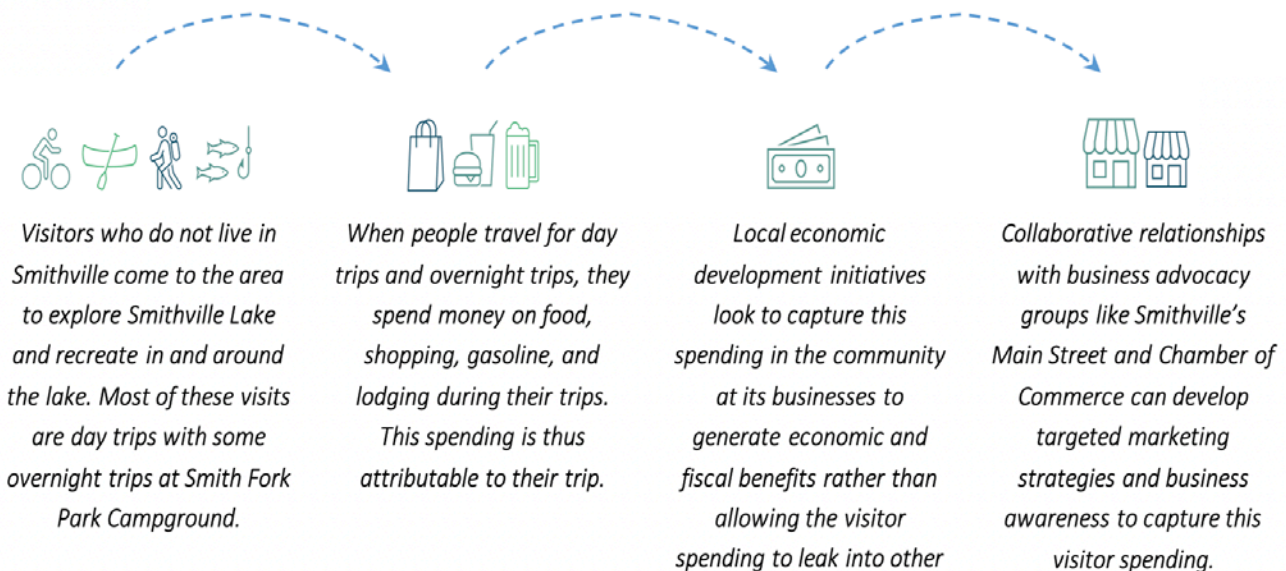 Visitors who do not live in
Smithville come to the area
to explore Smithville Lake
and recreate in and around
the lake. Most of these visits
are day trips with some
overnight trips at Smith Fork
Park Campground.
When people travel for day
trips and overnight trips, they
spend money on food,
shopping, gasoline, and
lodging during their trips.
This spending is thus
attributable to their trip.
Local economic
development initiatives
look to capture this
spending in the community
at its businesses to
generate economic and
fiscal benefits rather than
allowing the visitor
spending to leak into other
Collaborative relationships
with business advocacy
groups like Smithville’s
Main Street and Chamber of
Commerce can develop
targeted marketing
strategies and business
awareness to capture this
visitor spending.